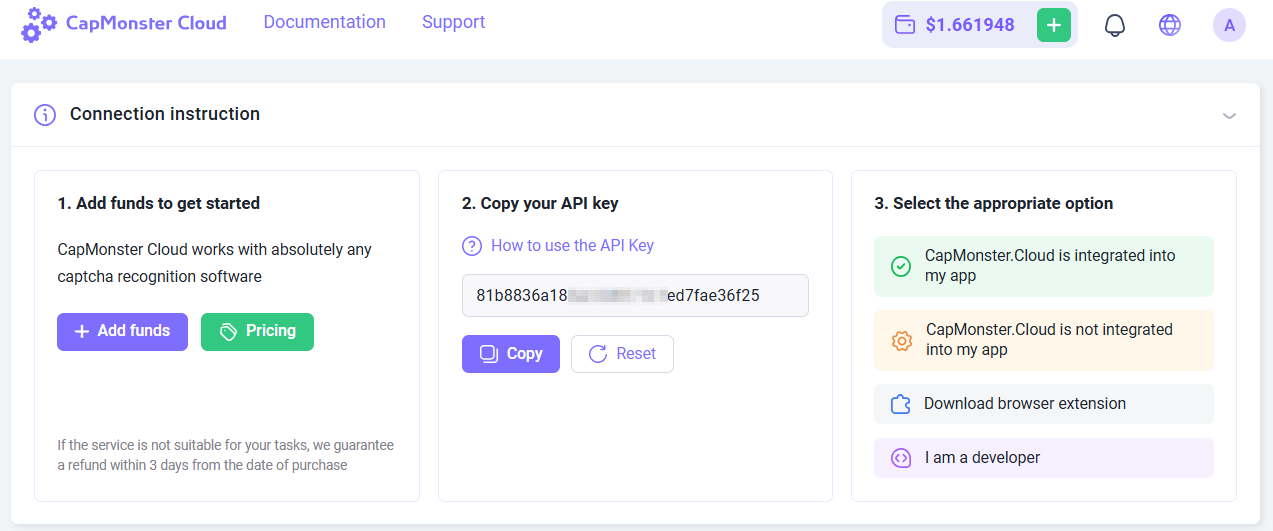 CapMonster Cloud
Documentation
Support
$1.661948
A
Connection instruction
1. Add funds to get started
CapMonster Cloud works with absolutely any
captcha recognition software
Add funds
Pricing
If the service is not suitable for your tasks, we guarantee
a refund within 3 days from the date of purchase
2. Copy your API key
How to use the API Key
81b8836a18 ed7fae36f25
Copy
Reset
3. Select the appropriate option
CapMonster.Cloud is integrated into
my app
CapMonster.Cloud is not integrated
into my app
Download browser extension
I am a developer